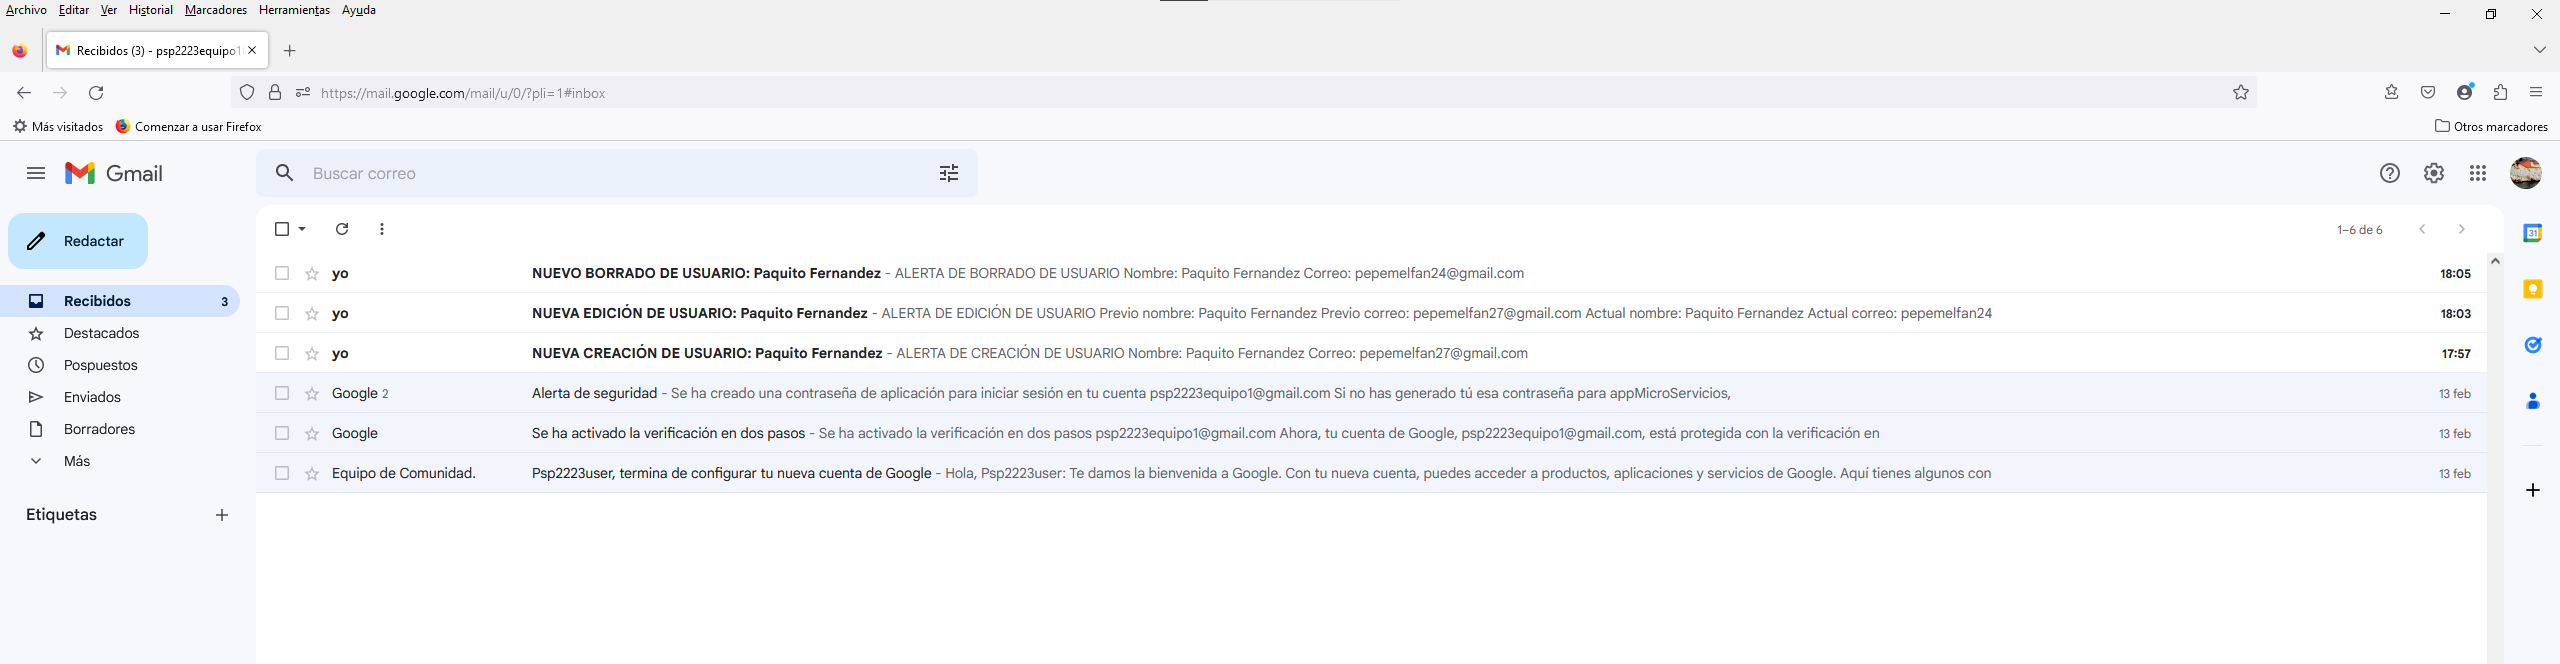 Archivo Editar Ver Historial Marcadores Herramientas Ayuda
Recibidos (3) - psp2223equipo1
Más visitados Comenzar a usar Firefox Otros marcadores
https://mail.google.com/mail/u/0/?pli=1#inbox
Gmail
Buscar correo
Redactar
1–6 de 6
Recibidos 3
Destacados
Pospuestos
Enviados
Borradores
Más
Etiquetas
yo NUEVO BORRADO DE USUARIO: Paquito Fernandez - ALERTA DE BORRADO DE USUARIO Nombre: Paquito Fernandez Correo: pepemelfan24@gmail.com 18:05
yo NUEVA EDICIÓN DE USUARIO: Paquito Fernandez - ALERTA DE EDICIÓN DE USUARIO Previo nombre: Paquito Fernandez Previo correo: pepemelfan27@gmail.com Actual nombre: Paquito Fernandez Actual correo: pepemelfan24 18:03
yo NUEVA CREACIÓN DE USUARIO: Paquito Fernandez - ALERTA DE CREACIÓN DE USUARIO Nombre: Paquito Fernandez Correo: pepemelfan27@gmail.com 17:57
Google 2 Alerta de seguridad - Se ha creado una contraseña de aplicación para iniciar sesión en tu cuenta psp2223equipo1@gmail.com Si no has generado tú esa contraseña para appMicroServicios, 13 feb
Google Se ha activado la verificación en dos pasos - Se ha activado la verificación en dos pasos psp2223equipo1@gmail.com Ahora, tu cuenta de Google, psp2223equipo1@gmail.com, está protegida con la verificación en 13 feb
Equipo de Comunidad. Psp2223user, termina de configurar tu nueva cuenta de Google - Hola, Psp2223user: Te damos la bienvenida a Google. Con tu nueva cuenta, puedes acceder a productos, aplicaciones y servicios de Google. Aquí tienes algunos con 13 feb
31